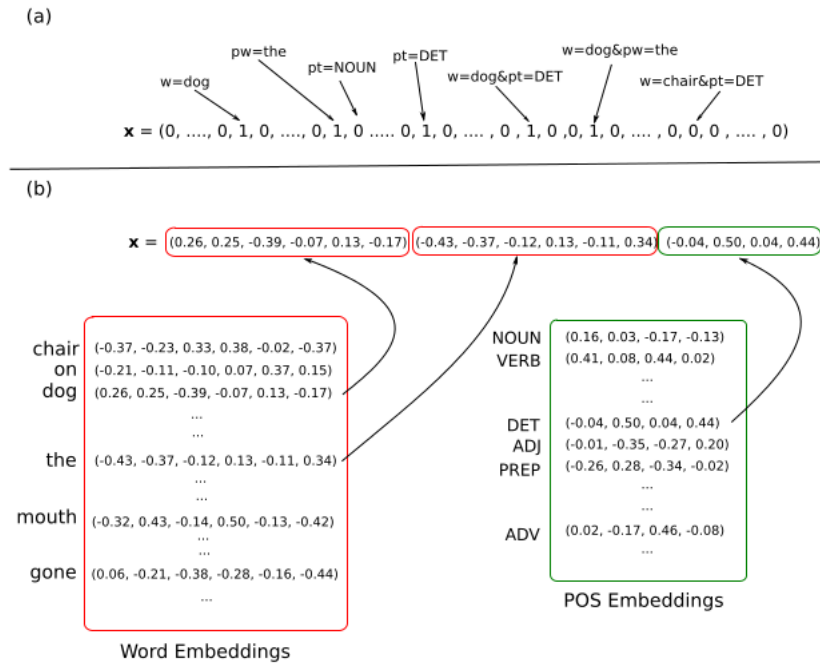 (a)
pw=the
w=dog&pw=the
pt=NOUN
pt=DET
w=dog
w=dog&pt=DET
w=chair&pt=DET
x = (0, ...., 0, 1, 0, ...., 0, 1, 0 ..... 0, 1, 0, .... , 0 , 1, 0 ,0, 1, 0, .... , 0, 0, 0 , .... , 0)
(b)
x = (0.26, 0.25, -0.39, -0.07, 0.13, -0.17) (-0.43, -0.37, -0.12, 0.13, -0.11, 0.34) (-0.04, 0.50, 0.04, 0.44)
chair (-0.37, -0.23, 0.33, 0.38, -0.02, -0.37)
on (-0.21, -0.11, -0.10, 0.07, 0.37, 0.15)
dog (0.26, 0.25, -0.39, -0.07, 0.13, -0.17)
...
...
the (-0.43, -0.37, -0.12, 0.13, -0.11, 0.34)
...
...
mouth (-0.32, 0.43, -0.14, 0.50, -0.13, -0.42)
...
...
gone (0.06, -0.21, -0.38, -0.28, -0.16, -0.44)
...
Word Embeddings
NOUN (0.16, 0.03, -0.17, -0.13)
VERB (0.41, 0.08, 0.44, 0.02)
...
...
DET (-0.04, 0.50, 0.04, 0.44)
ADJ (-0.01, -0.35, -0.27, 0.20)
PREP (-0.26, 0.28, -0.34, -0.02)
...
...
ADV (0.02, -0.17, 0.46, -0.08)
...
POS Embeddings